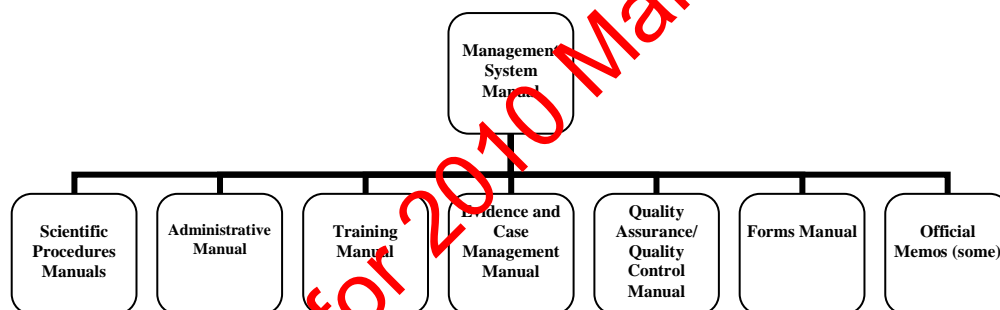 Management
System
Manual
Scientific
Procedures
Manuals
Administrative
Manual
Training
Manual
Evidence and
Case
Management
Manual
Quality
Assurance/
Quality
Control
Manual
Forms Manual
Official
Memos (some)
for 2010 Ma